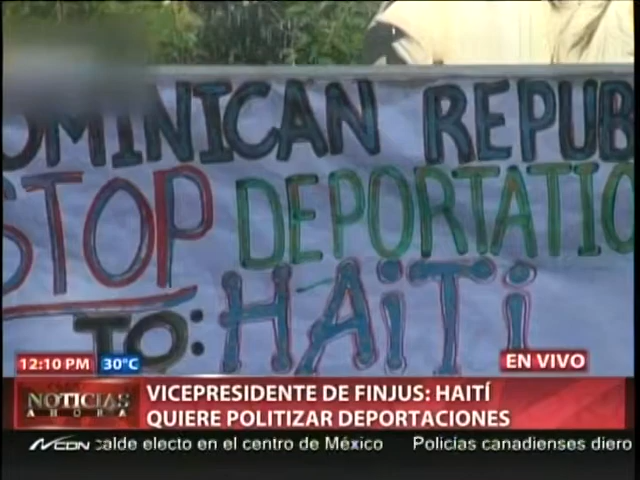 DOMINICAN REPUB
STOP DEPORTATIO
TO: HAiTi
12:10 PM 30°C
EN VIVO
NOTICIAS
AHORA
VICEPRESIDENTE DE FINJUS: HAITÍ
QUIERE POLITIZAR DEPORTACIONES
CDN
calde electo en el centro de México Policías canadienses diero